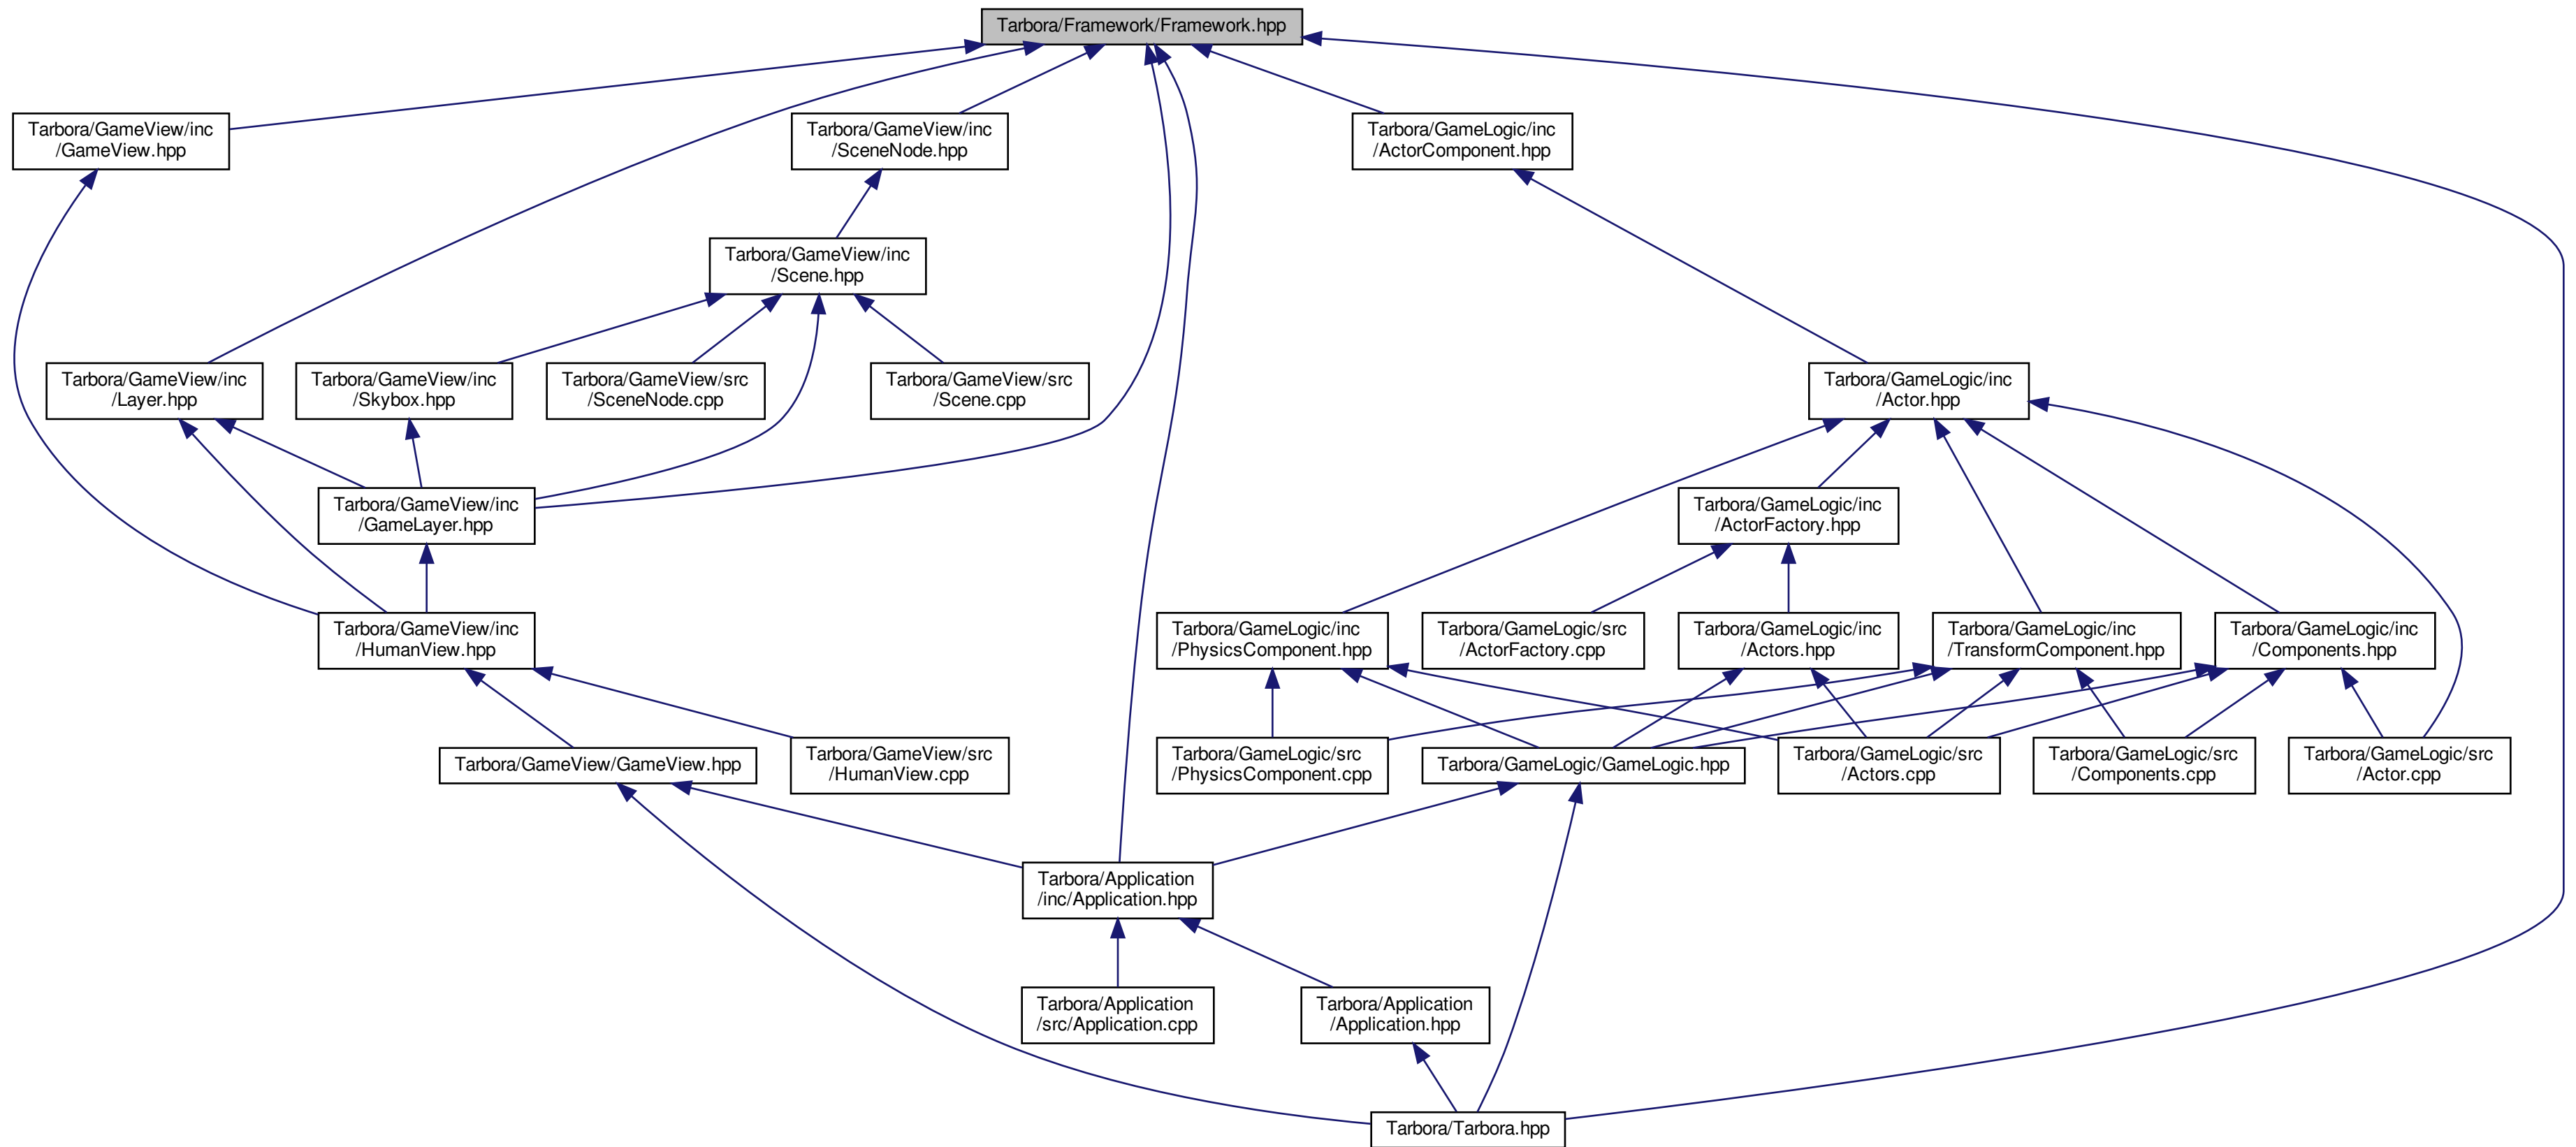 Tarbora/Framework/Framework.hpp
Tarbora/GameView/inc
/GameView.hpp
Tarbora/GameView/inc
/SceneNode.hpp
Tarbora/GameLogic/inc
/ActorComponent.hpp
Tarbora/GameView/inc
/Scene.hpp
Tarbora/GameView/inc
/Layer.hpp
Tarbora/GameView/inc
/Skybox.hpp
Tarbora/GameView/src
/SceneNode.cpp
Tarbora/GameView/src
/Scene.cpp
Tarbora/GameLogic/inc
/Actor.hpp
Tarbora/GameView/inc
/GameLayer.hpp
Tarbora/GameLogic/inc
/ActorFactory.hpp
Tarbora/GameView/inc
/HumanView.hpp
Tarbora/GameLogic/inc
/PhysicsComponent.hpp
Tarbora/GameLogic/src
/ActorFactory.cpp
Tarbora/GameLogic/inc
/Actors.hpp
Tarbora/GameLogic/inc
/TransformComponent.hpp
Tarbora/GameLogic/inc
/Components.hpp
Tarbora/GameView/GameView.hpp
Tarbora/GameView/src
/HumanView.cpp
Tarbora/GameLogic/src
/PhysicsComponent.cpp
Tarbora/GameLogic/GameLogic.hpp
Tarbora/GameLogic/src
/Actors.cpp
Tarbora/GameLogic/src
/Components.cpp
Tarbora/GameLogic/src
/Actor.cpp
Tarbora/Application
/inc/Application.hpp
Tarbora/Application
/src/Application.cpp
Tarbora/Application
/Application.hpp
Tarbora/Tarbora.hpp